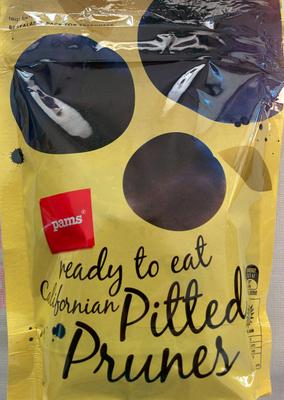 pams
ready to eat
Californian
Pitted
Prunes